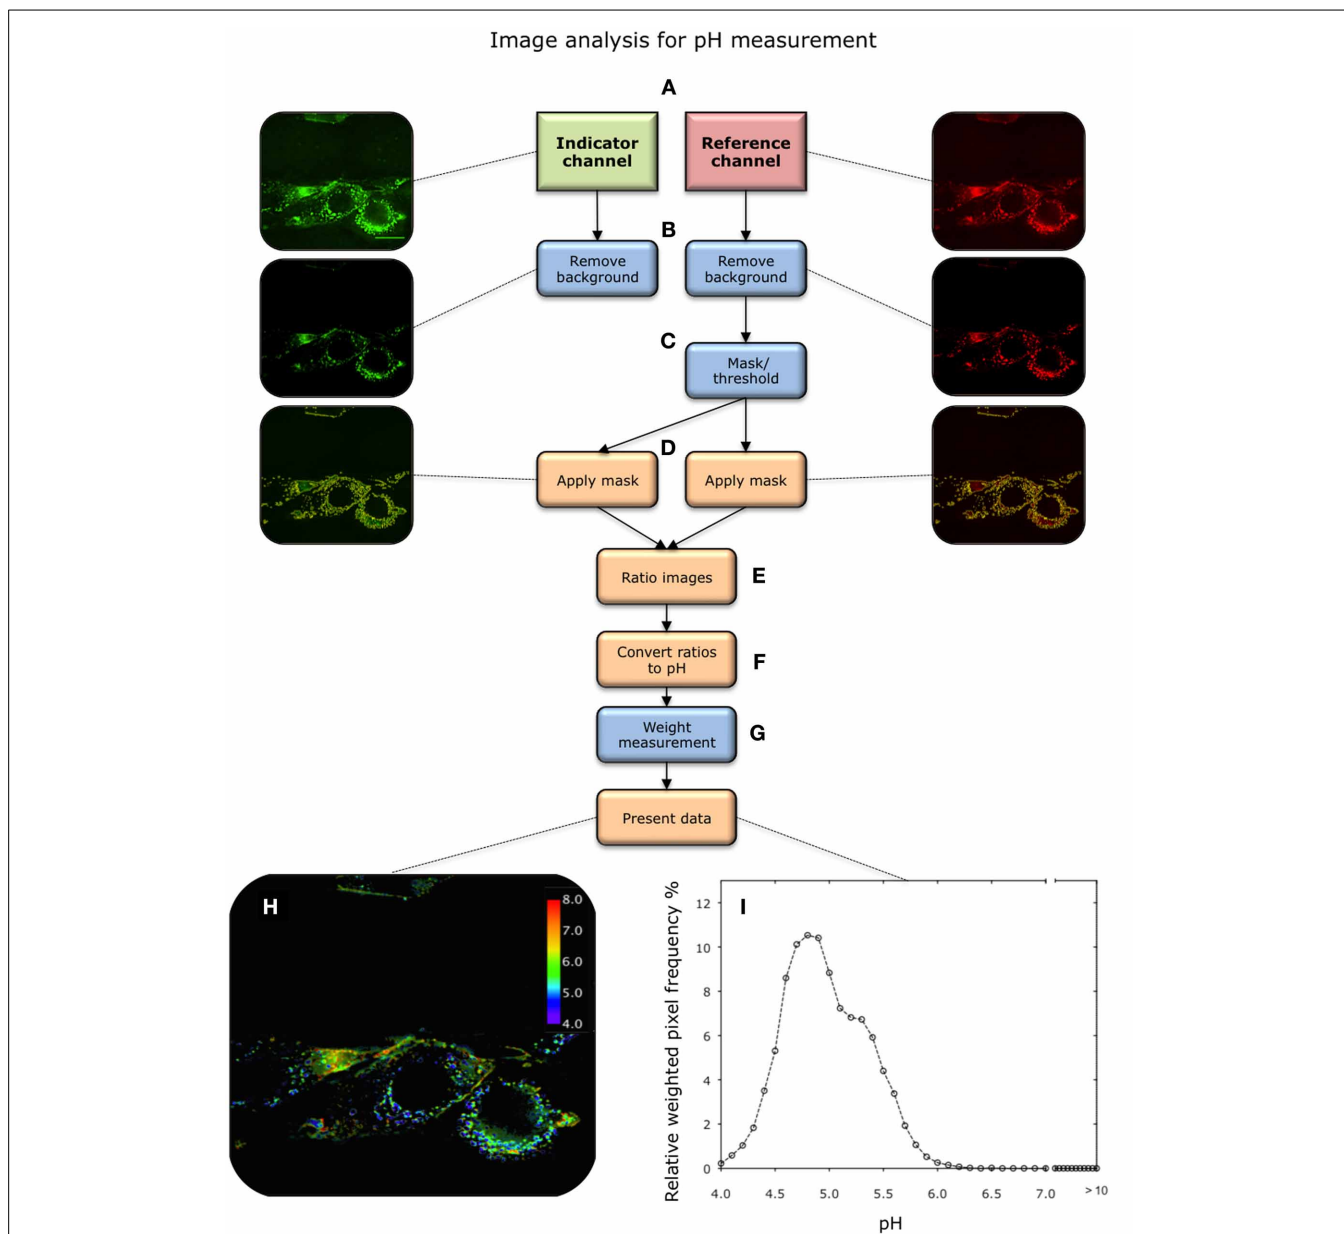 Image analysis for pH measurement
A
Indicator
channel
Reference
channel
B
Remove
background
Remove
background
C
Mask/
threshold
D
Apply mask
Apply mask
Ratio images
E
Convert ratios
to pH
F
Weight
measurement
G
Present data
H
8.0
7.0
6.0
5.0
4.0
I
Relative weighted pixel frequency %
12
10
8
6
4
2
0
4.0 4.5 5.0 5.5 6.0 6.5 7.0 >10
pH